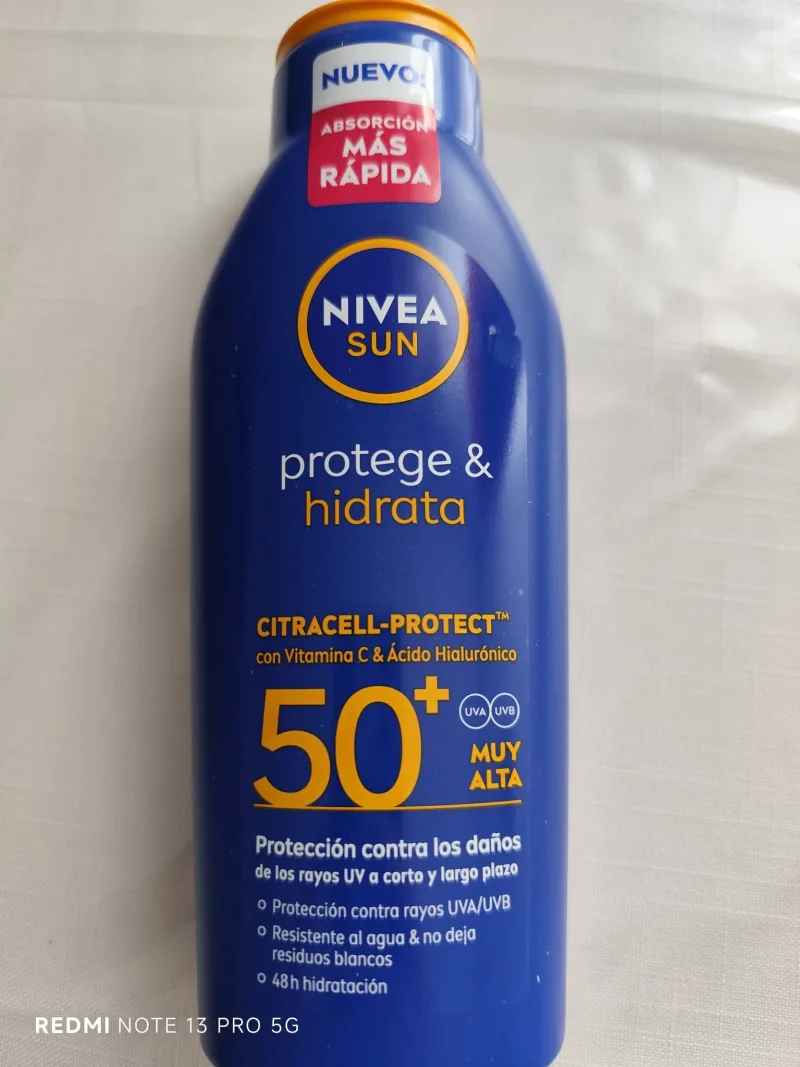 NUEVO:
ABSORCIÓN
MÁS
RÁPIDA
NIVEA
SUN
protege &
hidrata
CITRACELL-PROTECT™
con Vitamina C & Ácido Hialurónico
50+
UVA UVB
MUY
ALTA
Protección contra los daños
de los rayos UV a corto y largo plazo
Protección contra rayos UVA/UVB
Resistente al agua & no deja
residuos blancos
48h hidratación
REDMI NOTE 13 PRO 5G